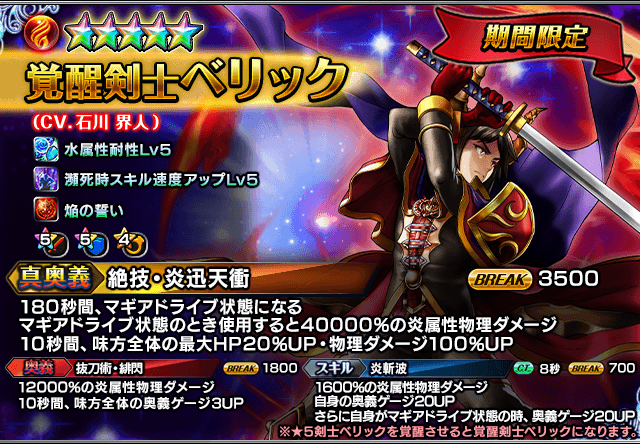 期間限定
覚醒剣士ベリック
(CV.石川 界人)
水属性耐性Lv5
瀕死時スキル速度アップLv5
焔の誓い
5 5 4
真奥義 絶技・炎迅天衝 BREAK 3500
180秒間、マギアドライブ状態になる
マギアドライブ状態のとき使用すると40000%の炎属性物理ダメージ
10秒間、味方全体の最大HP20%UP・物理ダメージ100%UP
奥義 抜刀術・緋閃 BREAK 1800
12000%の炎属性物理ダメージ
10秒間、味方全体の奥義ゲージ3UP
スキル 炎斬波 C.T. 8秒 BREAK 700
1600%の炎属性物理ダメージ
自身の奥義ゲージ20UP
さらに自身がマギアドライブ状態の時、奥義ゲージ20UP
※★5剣士ベリックを覚醒させると覚醒剣士ベリックになります。